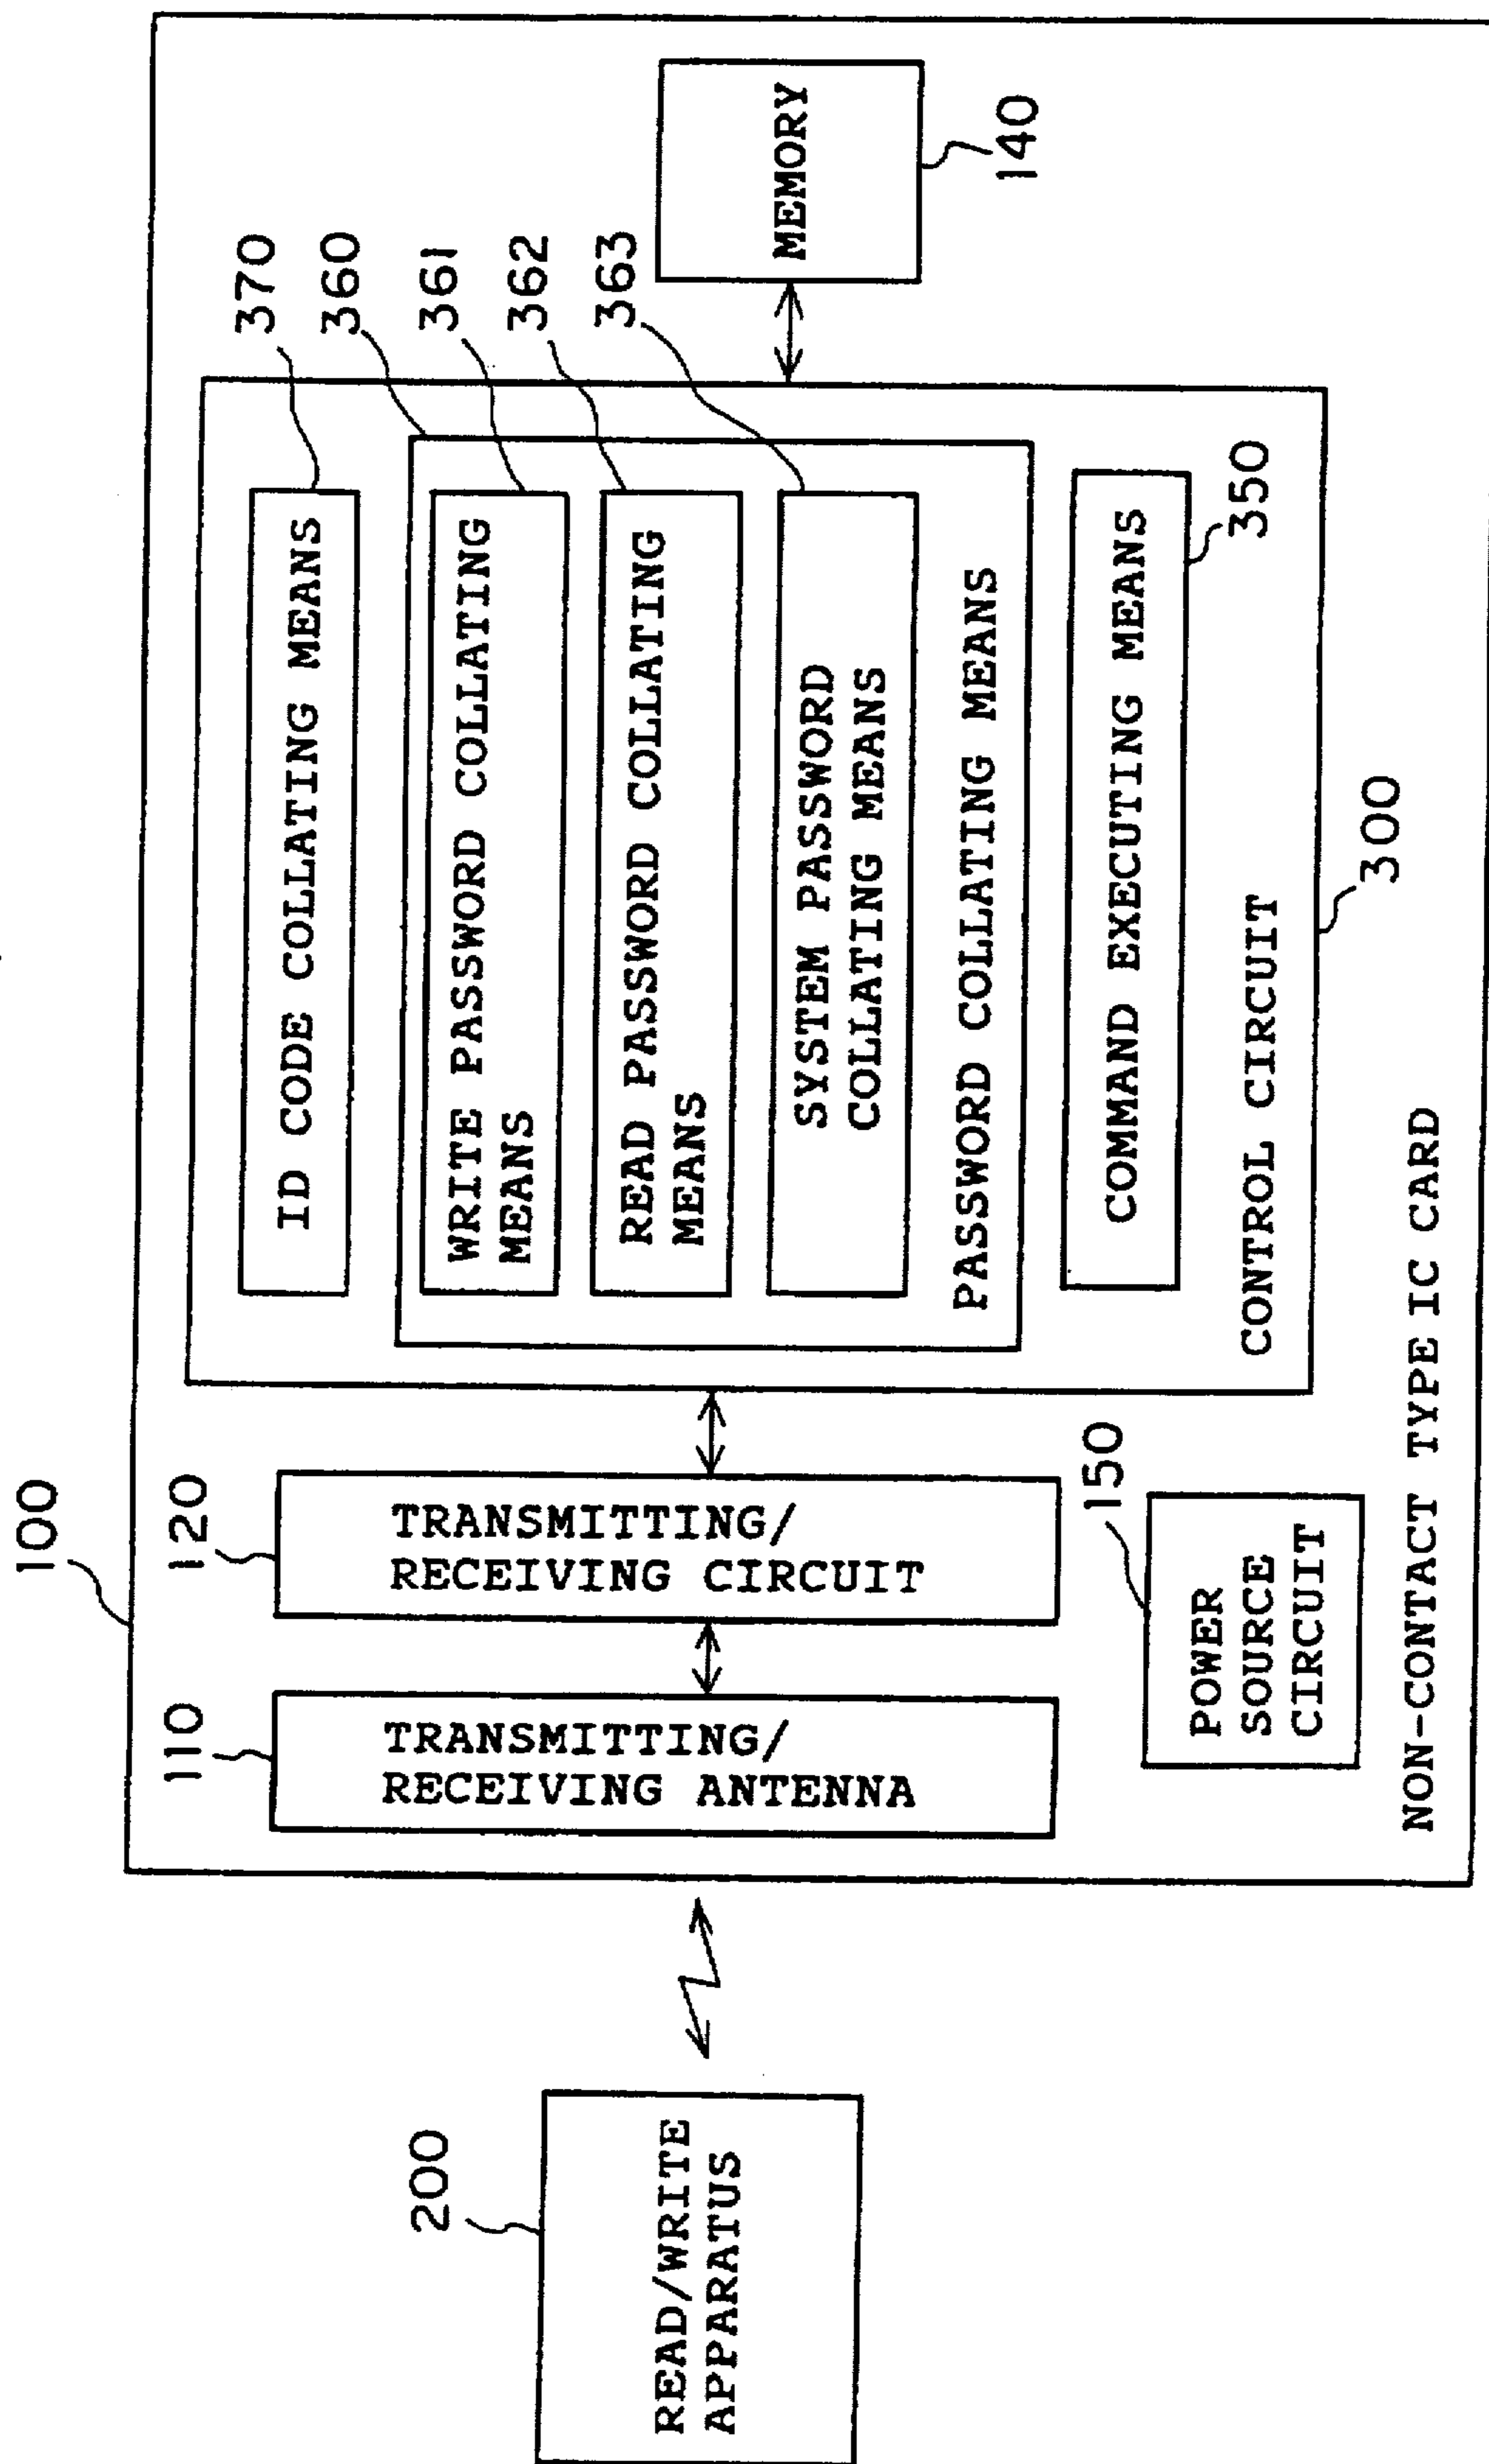 100
200
READ/WRITE
APPARATUS
110
TRANSMITTING/
RECEIVING ANTENNA
120
TRANSMITTING/
RECEIVING CIRCUIT
150
POWER
SOURCE
CIRCUIT
370
ID CODE COLLATING MEANS
360
361
WRITE PASSWORD COLLATING
MEANS
362
READ PASSWORD COLLATING
MEANS
363
SYSTEM PASSWORD
COLLATING MEANS
PASSWORD COLLATING MEANS
COMMAND EXECUTING MEANS
350
CONTROL CIRCUIT
300
MEMORY
140
NON-CONTACT TYPE IC CARD